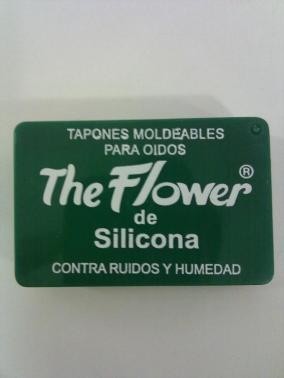 TAPONES MOLDEABLES
PARA OIDOS
The Flower®
de
Silicona
CONTRA RUIDOS Y HUMEDAD